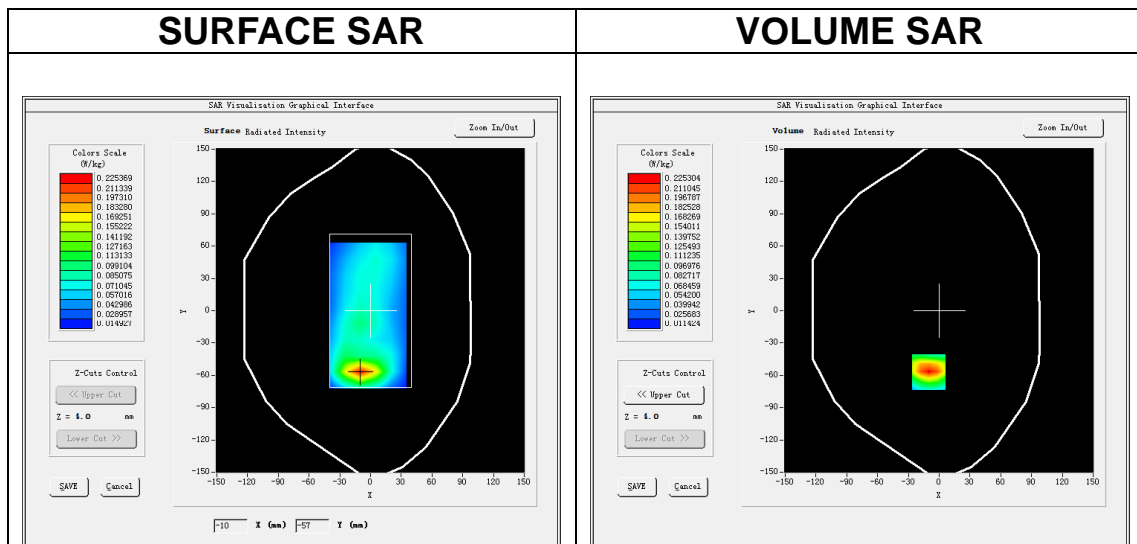 SURFACE SAR
VOLUME SAR
SAR Visualisation Graphical Interface
Surface Radiated Intensity
Zoom In/Out
Colors Scale
(W/kg)
0.225369
0.211339
0.197310
0.183280
0.169251
0.155222
0.141192
0.127163
0.113133
0.099104
0.085075
0.071045
0.057016
0.042986
0.028957
0.014927
150
120
90
60
30
0
-30
-60
-90
-120
-150
Y
-150 -120 -90 -60 -30 0 30 60 90 120 150
X
Z-Cuts Control
<< Upper Cut
Z = 4.0 mm
Lower Cut >>
SAVE Cancel
-10 X (mm) -57 Y (mm)
SAR Visualisation Graphical Interface
Volume Radiated Intensity
Zoom In/Out
Colors Scale
(W/kg)
0.225304
0.211045
0.196787
0.182528
0.168269
0.154011
0.139752
0.125493
0.111235
0.096976
0.082717
0.068459
0.054200
0.039942
0.025683
0.011424
150
120
90
60
30
0
-30
-60
-90
-120
-150
Y
-150 -120 -90 -60 -30 0 30 60 90 120 150
X
Z-Cuts Control
<< Upper Cut
Z = 4.0 mm
Lower Cut >>
SAVE Cancel